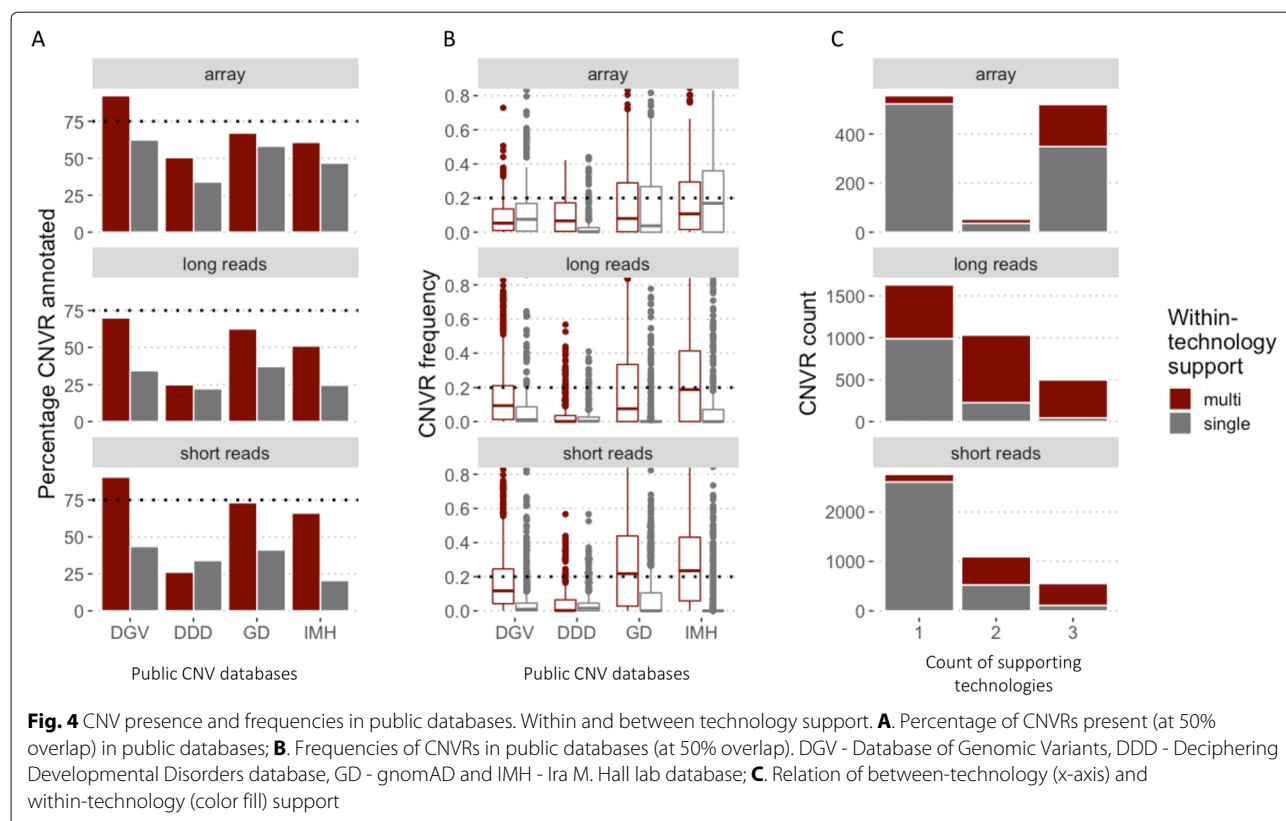 A
B
C
array
array
array
75
50
25
0
0.8
0.6
0.4
0.2
0.0
400
200
0
long reads
long reads
long reads
75
50
25
0
0.8
0.6
0.4
0.2
0.0
1500
1000
500
0
short reads
short reads
short reads
75
50
25
0
0.8
0.6
0.4
0.2
0.0
2000
1000
0
Percentage CNVR annotated
CNVR frequency
CNVR count
DGV DDD GD IMH
DGV DDD GD IMH
1 2 3
Public CNV databases
Public CNV databases
Count of supporting
technologies
Within-
technology
support
multi
single
Fig. 4 CNV presence and frequencies in public databases. Within and between technology support. A. Percentage of CNVRs present (at 50%
overlap) in public databases; B. Frequencies of CNVRs in public databases (at 50% overlap). DGV - Database of Genomic Variants, DDD - Deciphering
Developmental Disorders database, GD - gnomAD and IMH - Ira M. Hall lab database; C. Relation of between-technology (x-axis) and
within-technology (color fill) support